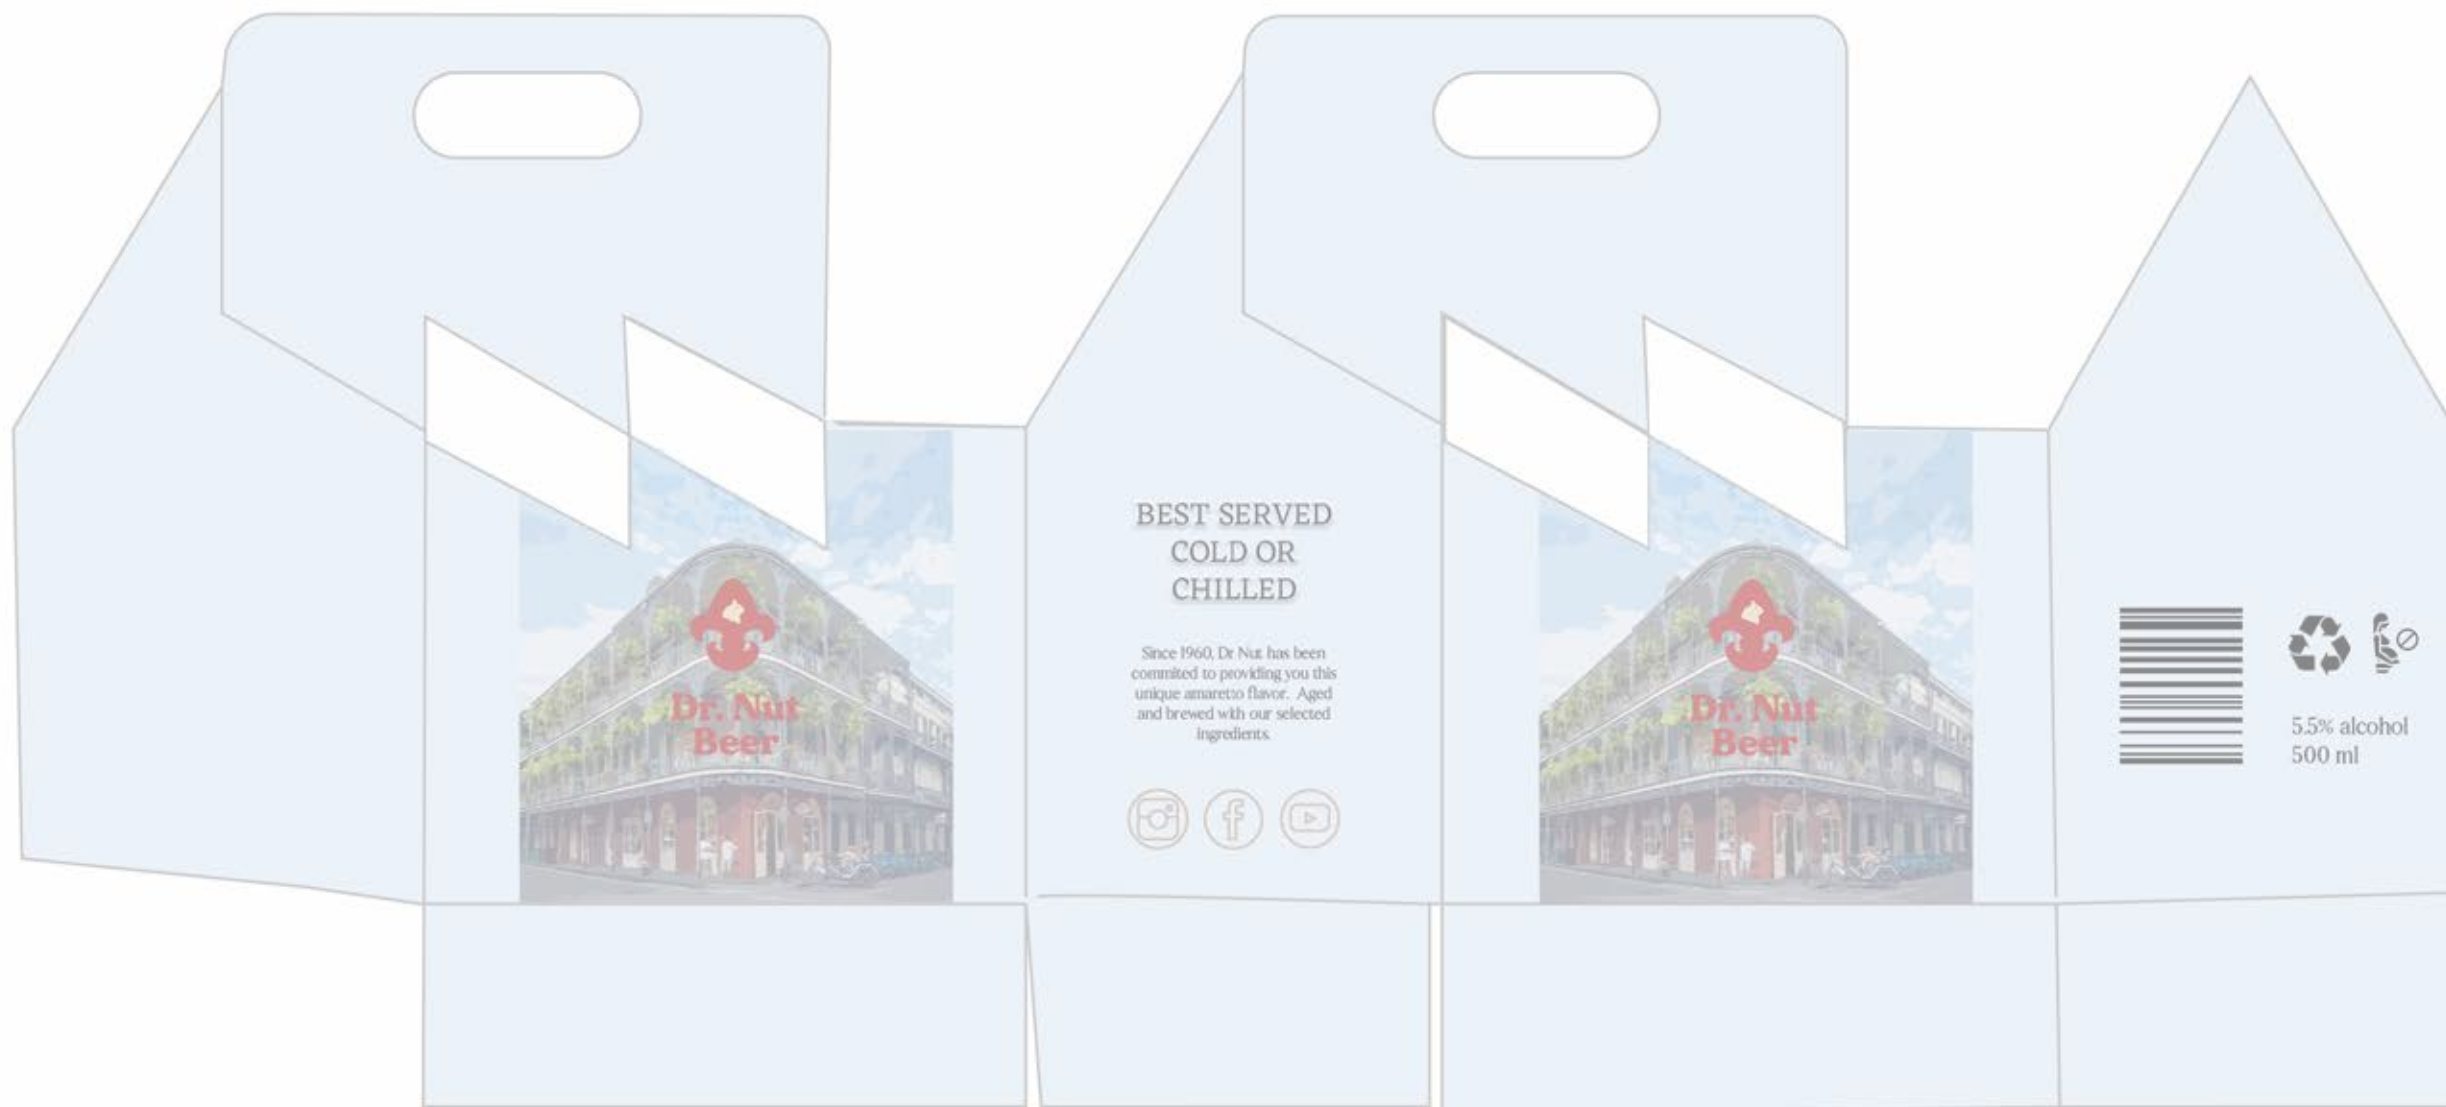 Dr. Nut
Beer
BEST SERVED
COLD OR
CHILLED
Since 1960, Dr Nut has been
commited to providing you this
unique amaretto flavor. Aged
and brewed with our selected
ingredients.
Dr. Nut
Beer
5.5% alcohol
500 ml